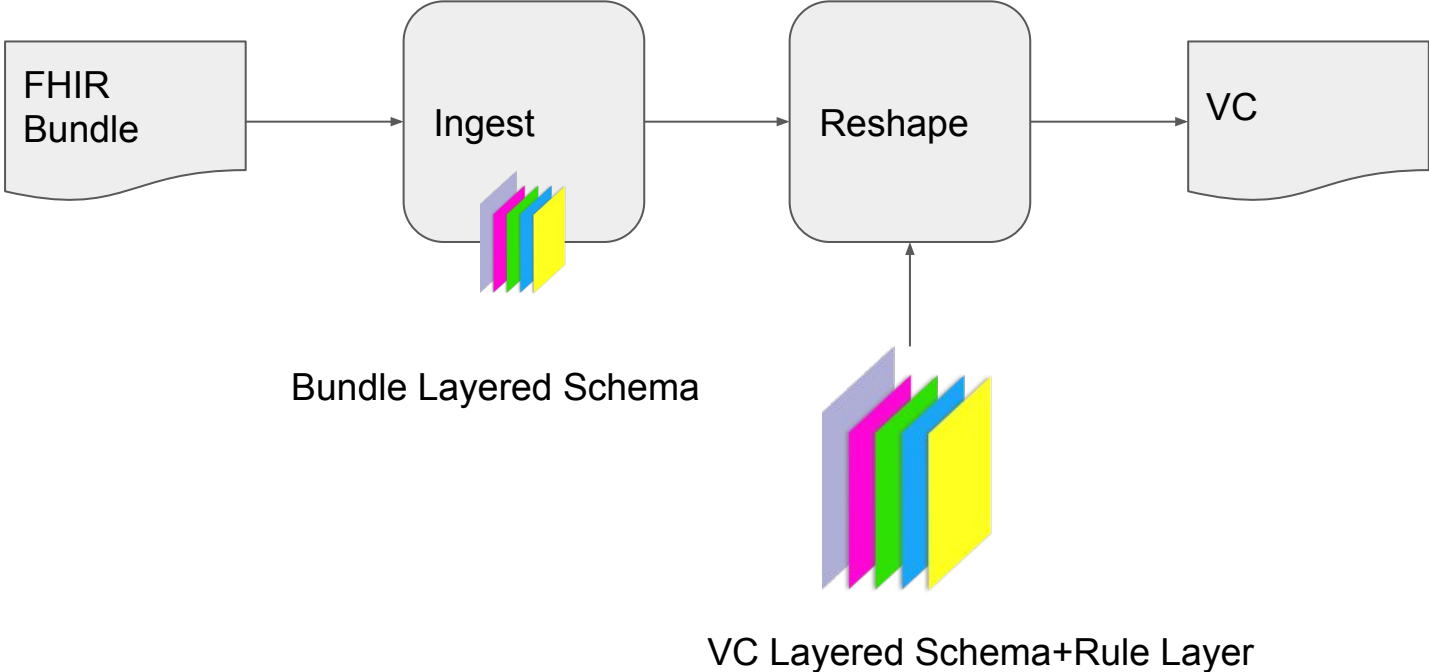 FHIR
Bundle
Ingest
Reshape
VC
Bundle Layered Schema
VC Layered Schema+Rule Layer